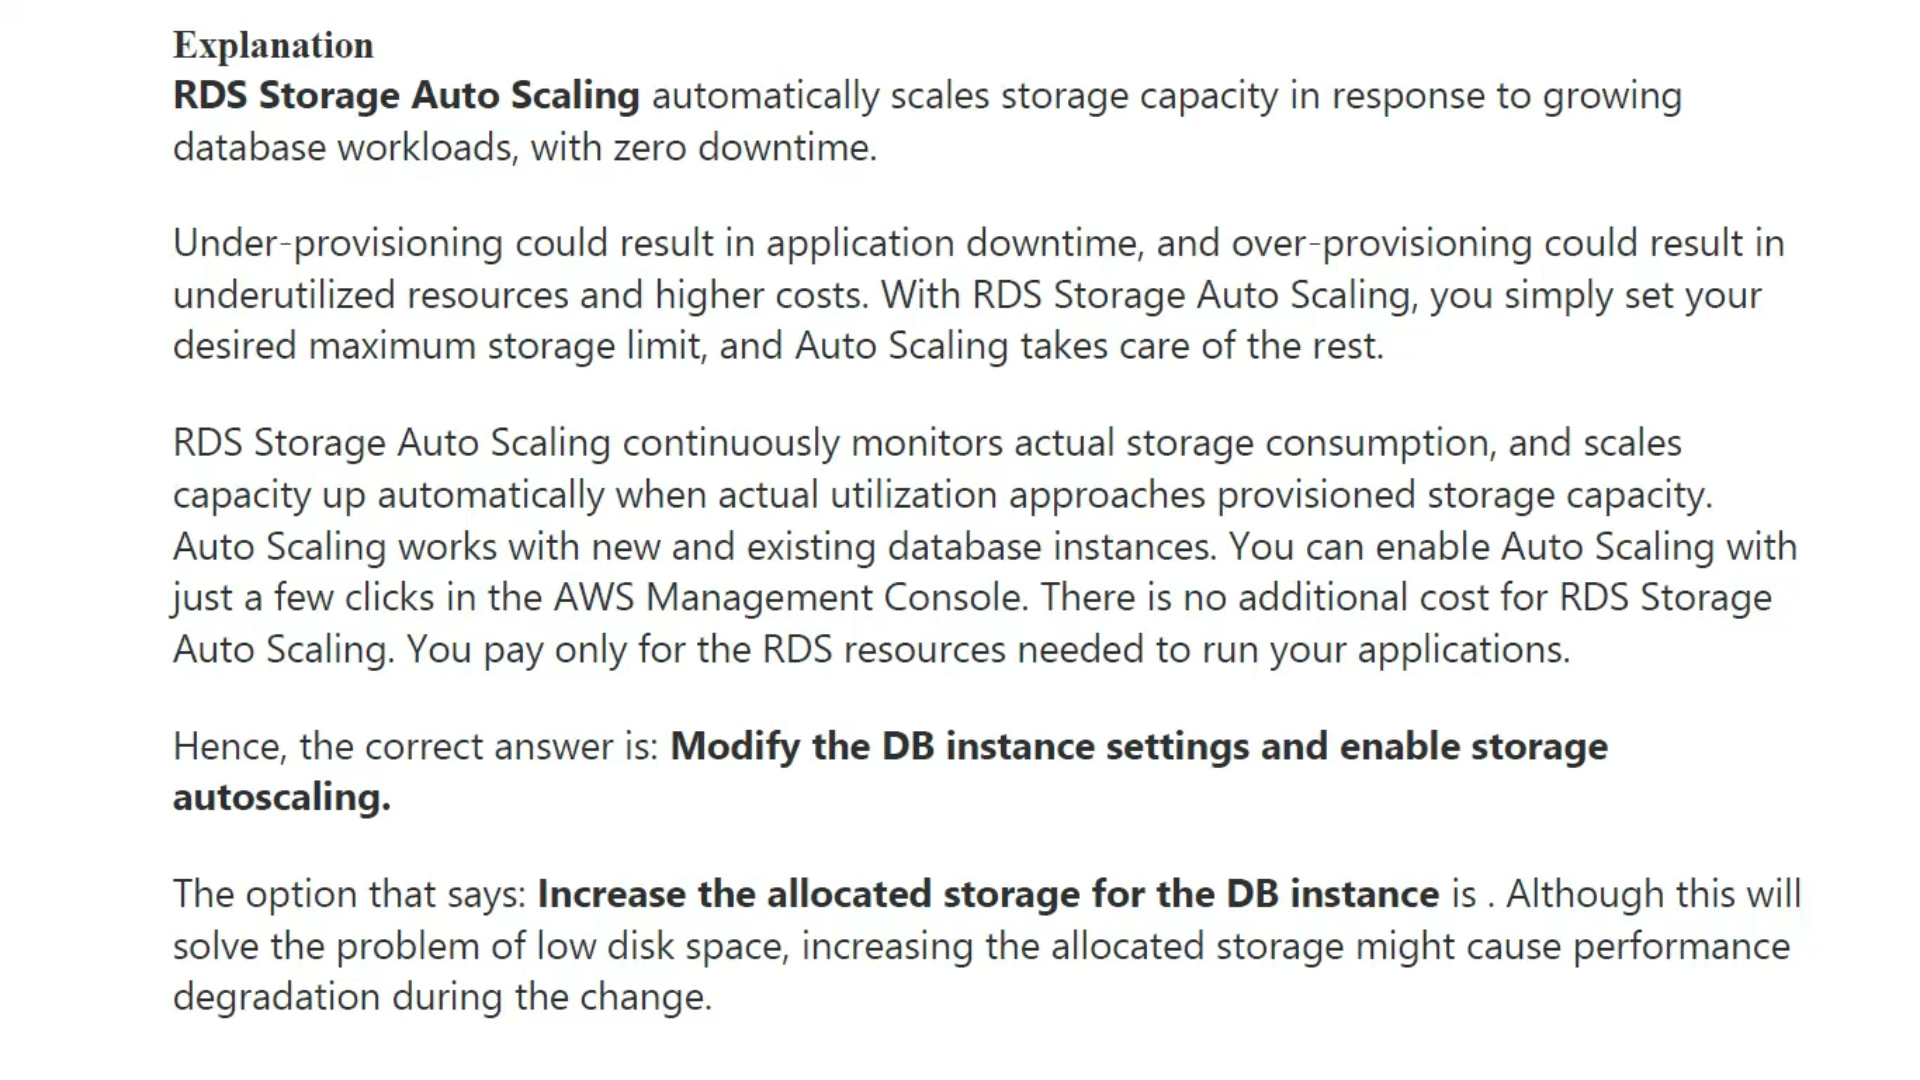 Explanation
RDS Storage Auto Scaling automatically scales storage capacity in response to growing
database workloads, with zero downtime.
Under-provisioning could result in application downtime, and over-provisioning could result in
underutilized resources and higher costs. With RDS Storage Auto Scaling, you simply set your
desired maximum storage limit, and Auto Scaling takes care of the rest.
RDS Storage Auto Scaling continuously monitors actual storage consumption, and scales
capacity up automatically when actual utilization approaches provisioned storage capacity.
Auto Scaling works with new and existing database instances. You can enable Auto Scaling with
just a few clicks in the AWS Management Console. There is no additional cost for RDS Storage
Auto Scaling. You pay only for the RDS resources needed to run your applications.
Hence, the correct answer is: Modify the DB instance settings and enable storage
autoscaling.
The option that says: Increase the allocated storage for the DB instance is . Although this will
solve the problem of low disk space, increasing the allocated storage might cause performance
degradation during the change.